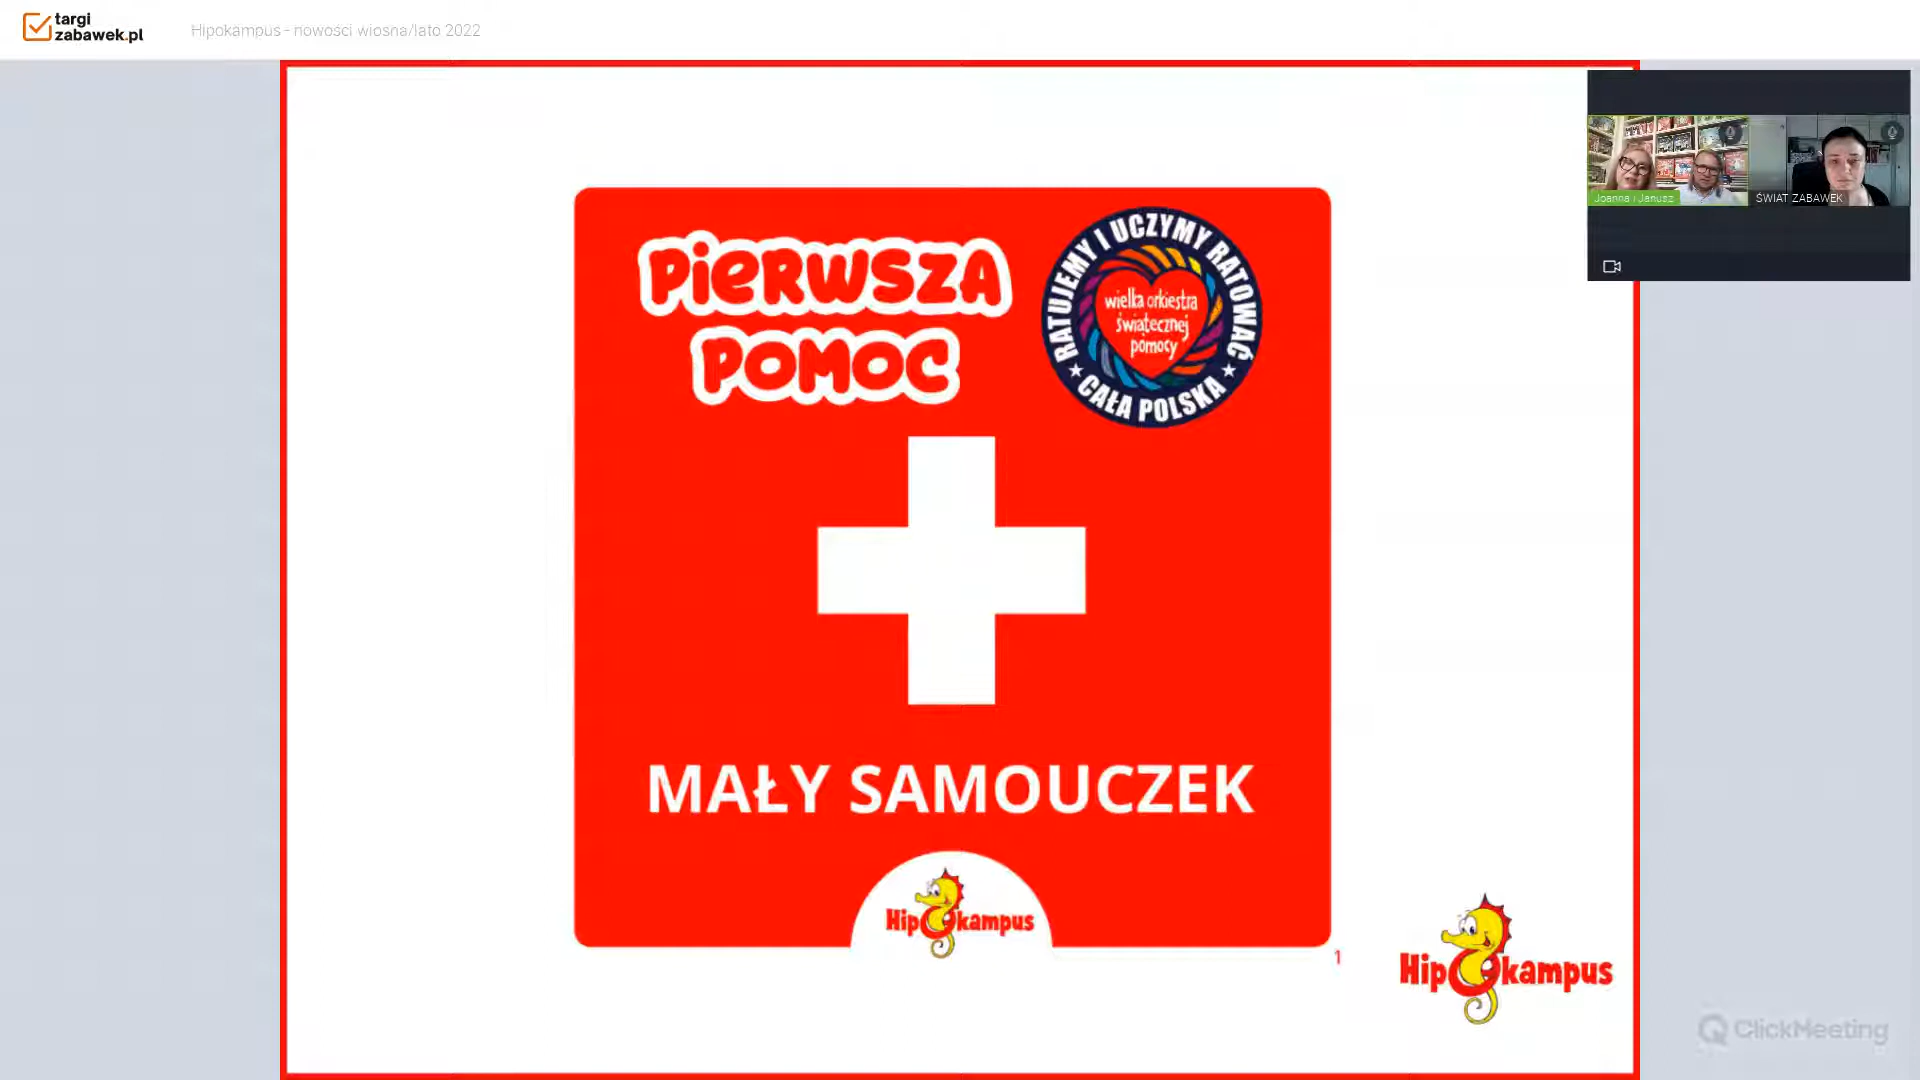 targi
zabawek.pl
Hipokampus - nowości wiosna/lato 2022
Joanna i Janusz
ŚWIAT ZABAWEK
PIERWSZA
POMOC
RATUJEMY I UCZYMY RATOWAĆ
wielka orkiestra
świątecznej
pomocy
★ CAŁA POLSKA ★
MAŁY SAMOUCZEK
Hipokampus
1
Hipokampus
ClickMeeting